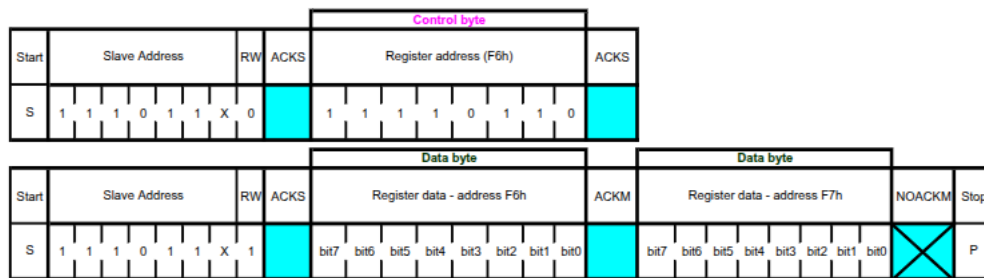 Control byte
Start Slave Address RW ACKS Register address (F6h) ACKS
S 1 1 1 0 1 1 X 0 1 1 1 1 0 1 1 0
Data byte Data byte
Start Slave Address RW ACKS Register data - address F6h ACKM Register data - address F7h NOACKM Stop
S 1 1 1 0 1 1 X 1 bit7 bit6 bit5 bit4 bit3 bit2 bit1 bit0 bit7 bit6 bit5 bit4 bit3 bit2 bit1 bit0 P